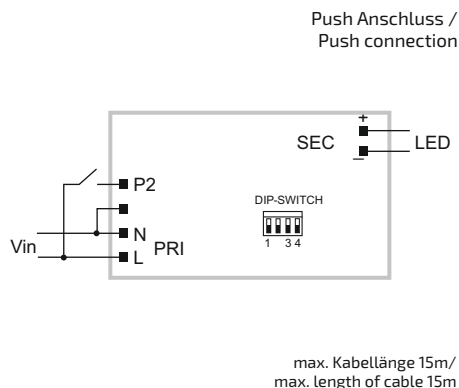 Push Anschluss /
Push connection
+
SEC
LED
–
P2
DIP-SWITCH
N
1 3 4
Vin
PRI
L
max. Kabellänge 15m/
max. length of cable 15m